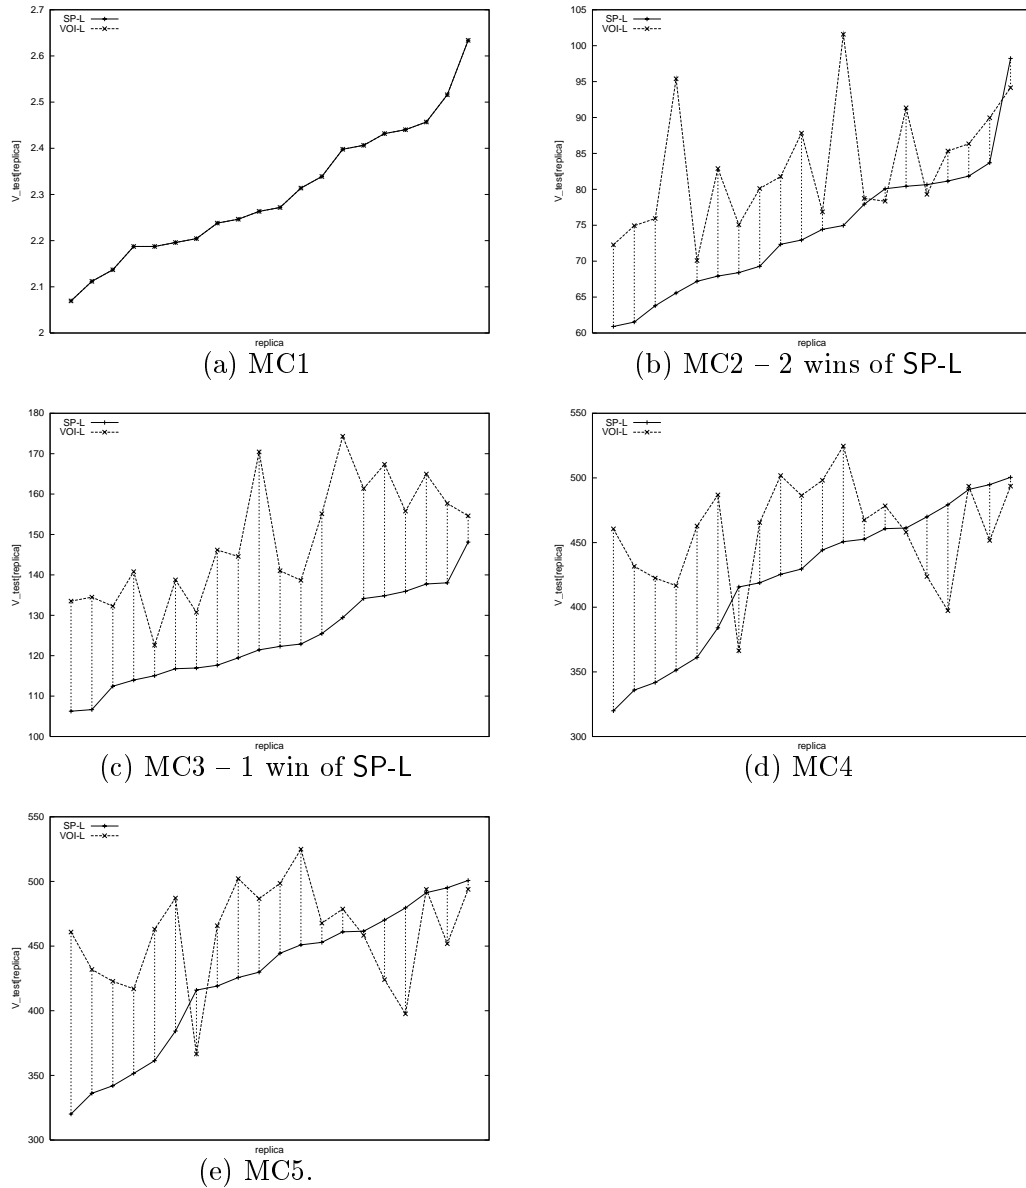 2.7
2.6
2.5
2.4
2.3
2.2
2.1
2
V_test[replica]
SP-L
VOI-L
replica
(a) MC1
105
100
95
90
85
80
75
70
65
60
V_test[replica]
SP-L
VOI-L
replica
(b) MC2 – 2 wins of SP-L
180
170
160
150
140
130
120
110
100
V_test[replica]
SP-L
VOI-L
replica
(c) MC3 – 1 win of SP-L
550
500
450
400
350
300
V_test[replica]
SP-L
VOI-L
replica
(d) MC4
550
500
450
400
350
300
V_test[replica]
SP-L
VOI-L
replica
(e) MC5.